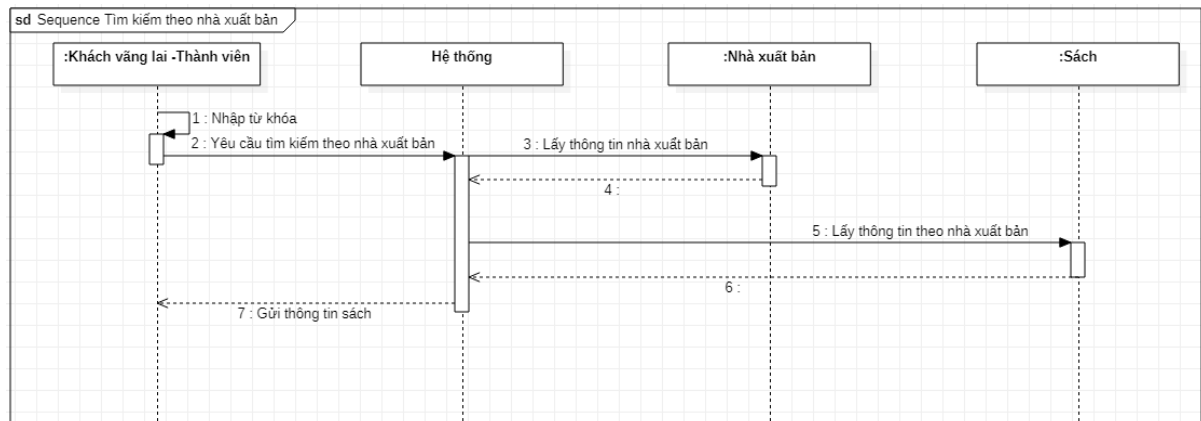 sd Sequence Tìm kiếm theo nhà xuất bản
:Khách vãng lai -Thành viên
Hệ thống
:Nhà xuất bản
:Sách
1 : Nhập từ khóa
2 : Yêu cầu tìm kiếm theo nhà xuất bản
3 : Lấy thông tin nhà xuất bản
4 :
5 : Lấy thông tin theo nhà xuất bản
6 :
7 : Gửi thông tin sách